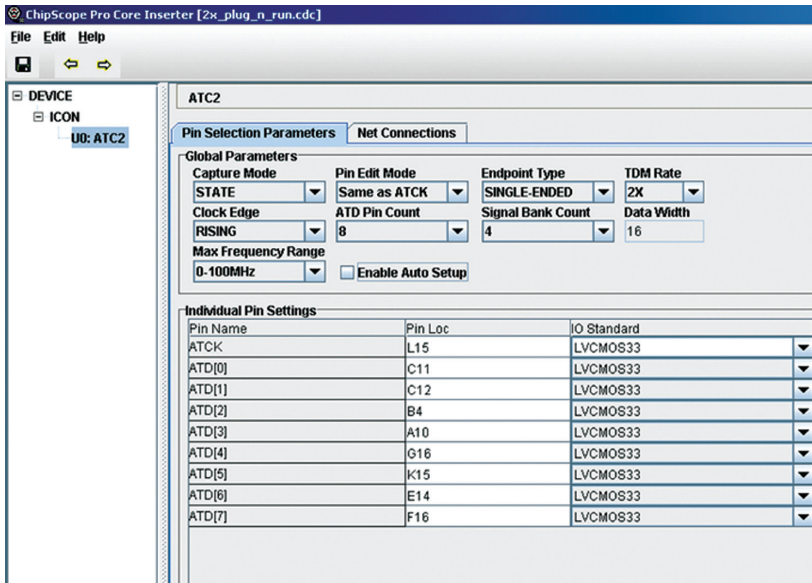 ChipScope Pro Core Inserter [2x_plug_n_run.cdc]
File Edit Help
DEVICE
ICON
U0: ATC2
ATC2
Pin Selection Parameters Net Connections
Global Parameters
Capture Mode Pin Edit Mode Endpoint Type TDM Rate
STATE Same as ATCK SINGLE-ENDED 2X
Clock Edge ATD Pin Count Signal Bank Count Data Width
RISING 8 4 16
Max Frequency Range
0-100MHz Enable Auto Setup
Individual Pin Settings
Pin Name Pin Loc IO Standard
ATCK L15 LVCMOS33
ATD[0] C11 LVCMOS33
ATD[1] C12 LVCMOS33
ATD[2] B4 LVCMOS33
ATD[3] A10 LVCMOS33
ATD[4] G16 LVCMOS33
ATD[5] K15 LVCMOS33
ATD[6] E14 LVCMOS33
ATD[7] F16 LVCMOS33